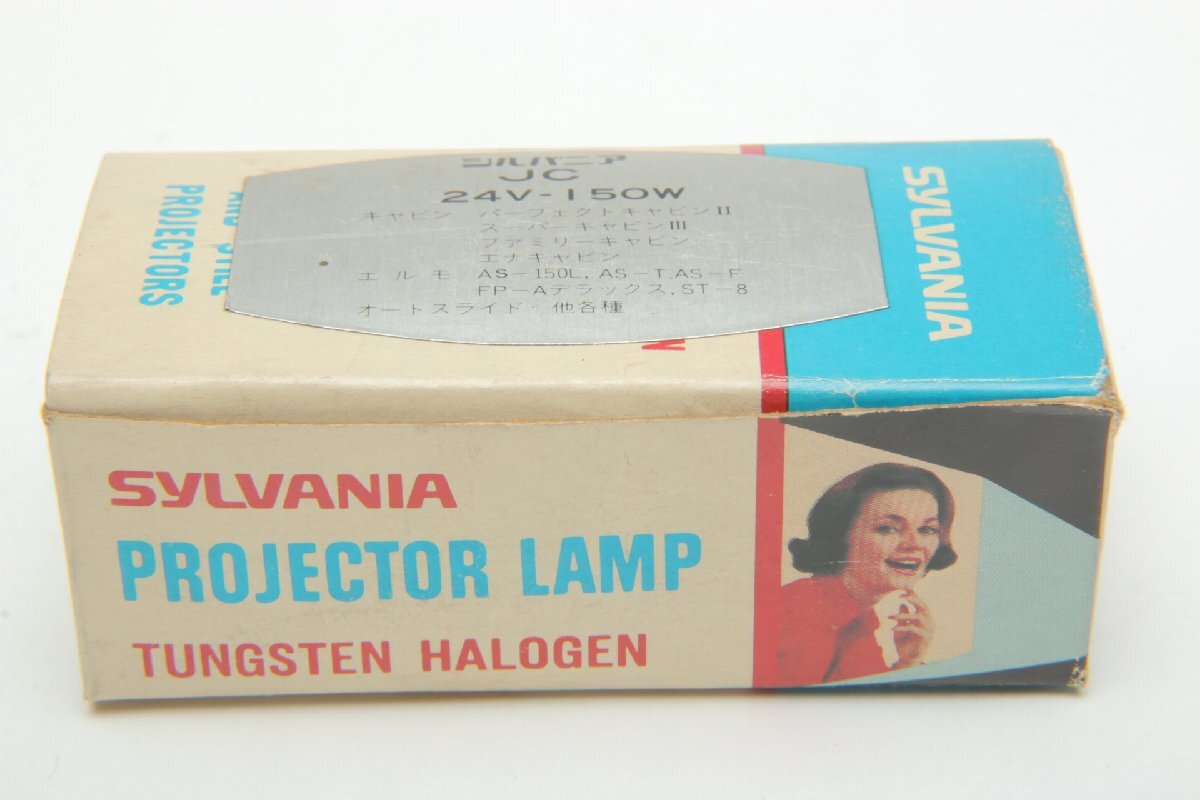 シルバニア
JC
24V-150W
キャビン パーフェクトキャビンII
スーパーキャビンIII
ファミリーキャビン
エナキャビン
エルモ AS-150L, AS-T, AS-F
FP-Aデラックス, ST-8
オートスライド・他各種
PROJECTORS
SYLVANIA
SYLVANIA
PROJECTOR LAMP
TUNGSTEN HALOGEN